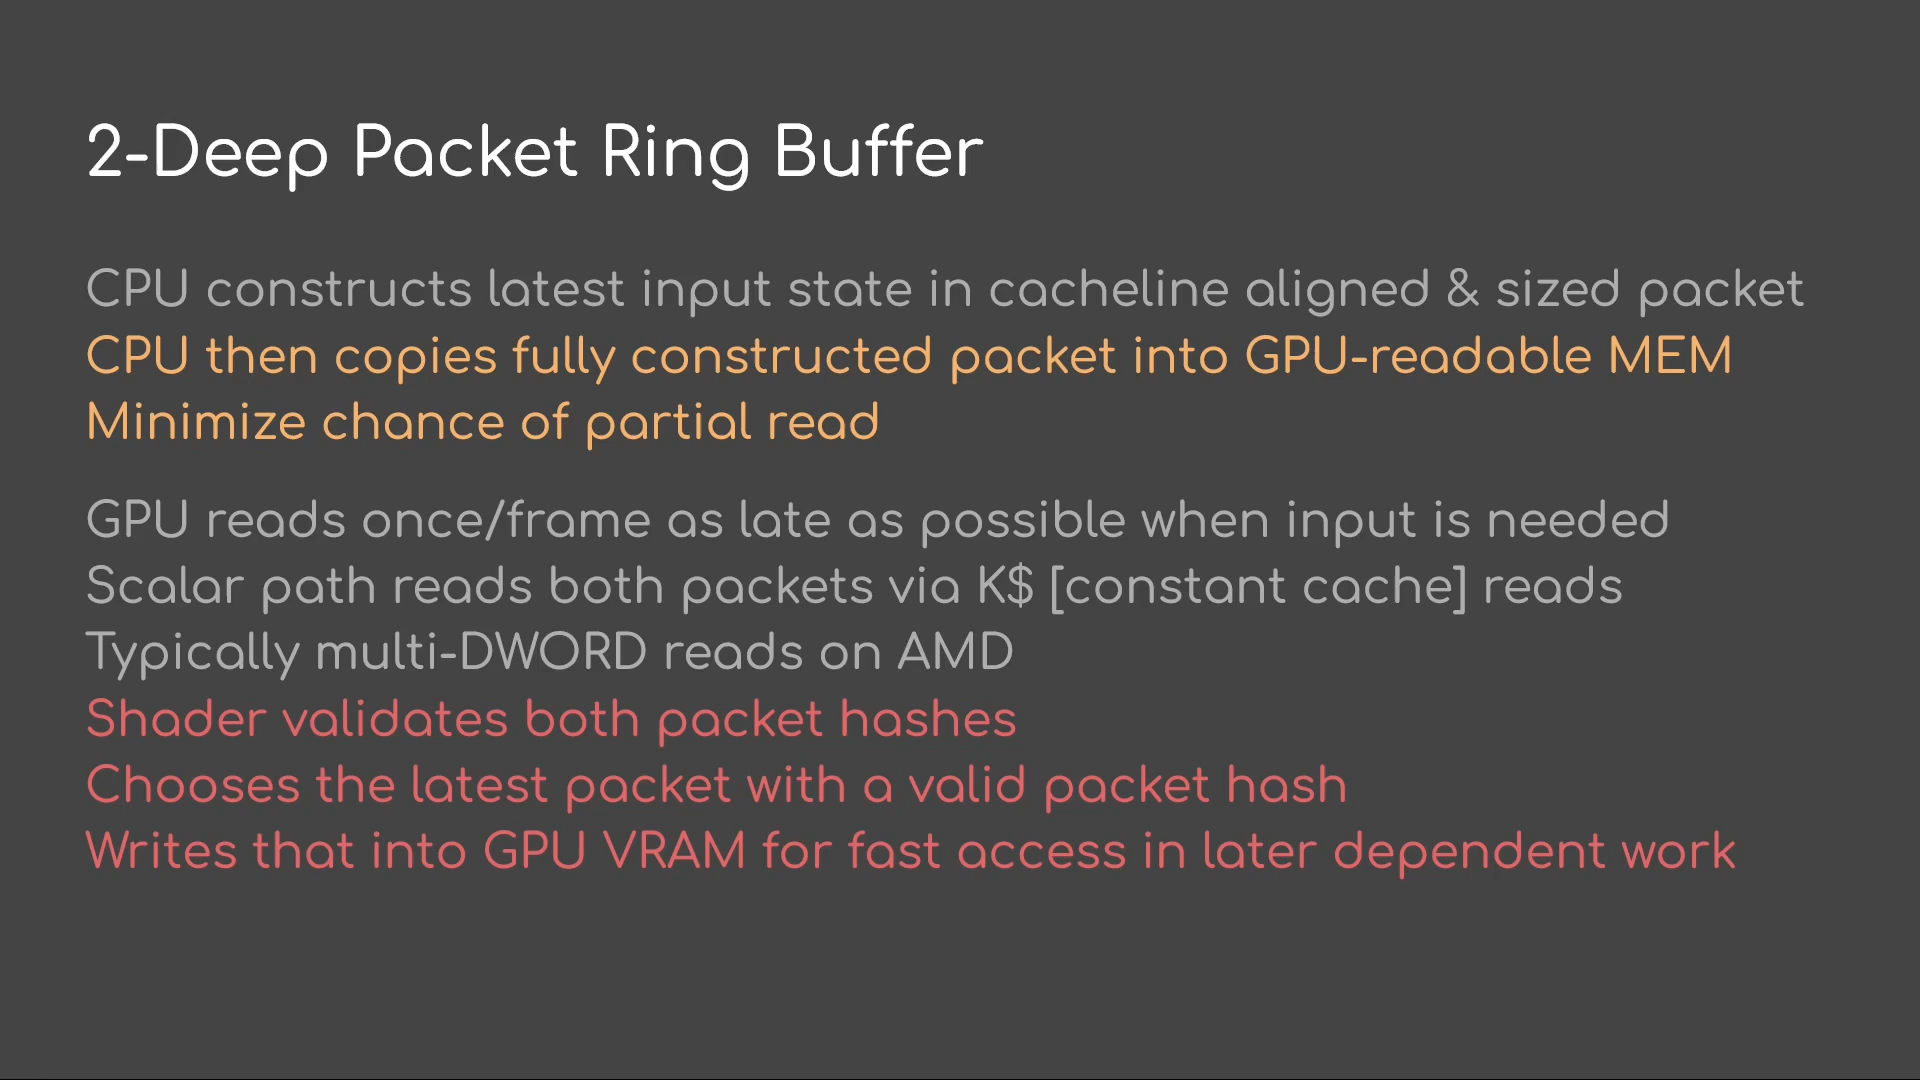 2-Deep Packet Ring Buffer
CPU constructs latest input state in cacheline aligned & sized packet
CPU then copies fully constructed packet into GPU-readable MEM
Minimize chance of partial read
GPU reads once/frame as late as possible when input is needed
Scalar path reads both packets via K$ [constant cache] reads
Typically multi-DWORD reads on AMD
Shader validates both packet hashes
Chooses the latest packet with a valid packet hash
Writes that into GPU VRAM for fast access in later dependent work